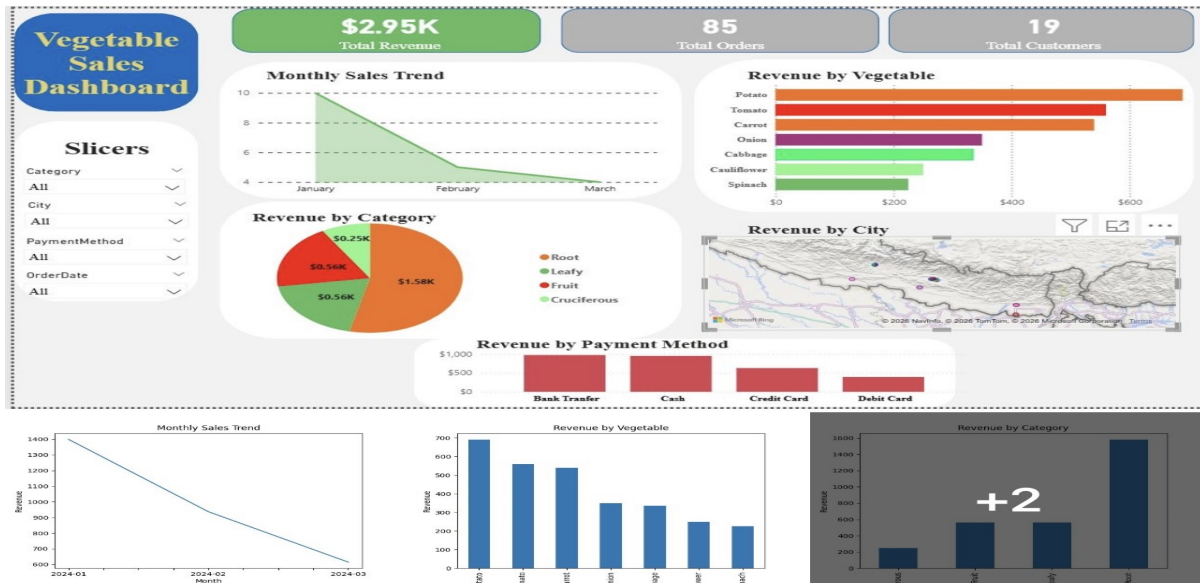 Vegetable
Sales
Dashboard
$2.95K
Total Revenue
85
Total Orders
19
Total Customers
Slicers
Category
All
City
All
PaymentMethod
All
OrderDate
All
Monthly Sales Trend
10
8
6
4
January February March
Revenue by Vegetable
Potato
Tomato
Carrot
Onion
Cabbage
Cauliflower
Spinach
$0 $200 $400 $600
Revenue by Category
$0.25K
$0.56K
$0.56K
$1.58K
Root
Leafy
Fruit
Cruciferous
Revenue by City
Microsoft Bing
© 2026 TomTom, © 2026 Microsoft Corporation Terms
Revenue by Payment Method
$1,000
$500
$0
Bank Tranfer Cash Credit Card Debit Card
Monthly Sales Trend
Revenue
1400
1300
1200
1100
1000
900
800
700
600
2024-01 2024-02 2024-03
Month
Revenue by Vegetable
Revenue
700
600
500
400
300
200
100
0
Revenue by Category
Revenue
1600
1400
1200
1000
800
600
400
200
0
+2